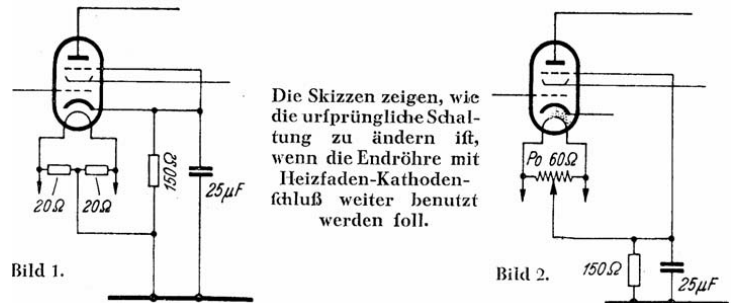 20Ω
20Ω
150Ω
25µF
Bild 1.
Die Skizzen zeigen, wie
die urſprüngliche Schal-
tung zu ändern iſt,
wenn die Endröhre mit
Heizfaden-Kathoden-
ſchluß weiter benutzt
werden ſoll.
Po 60Ω
150Ω
25µF
Bild 2.